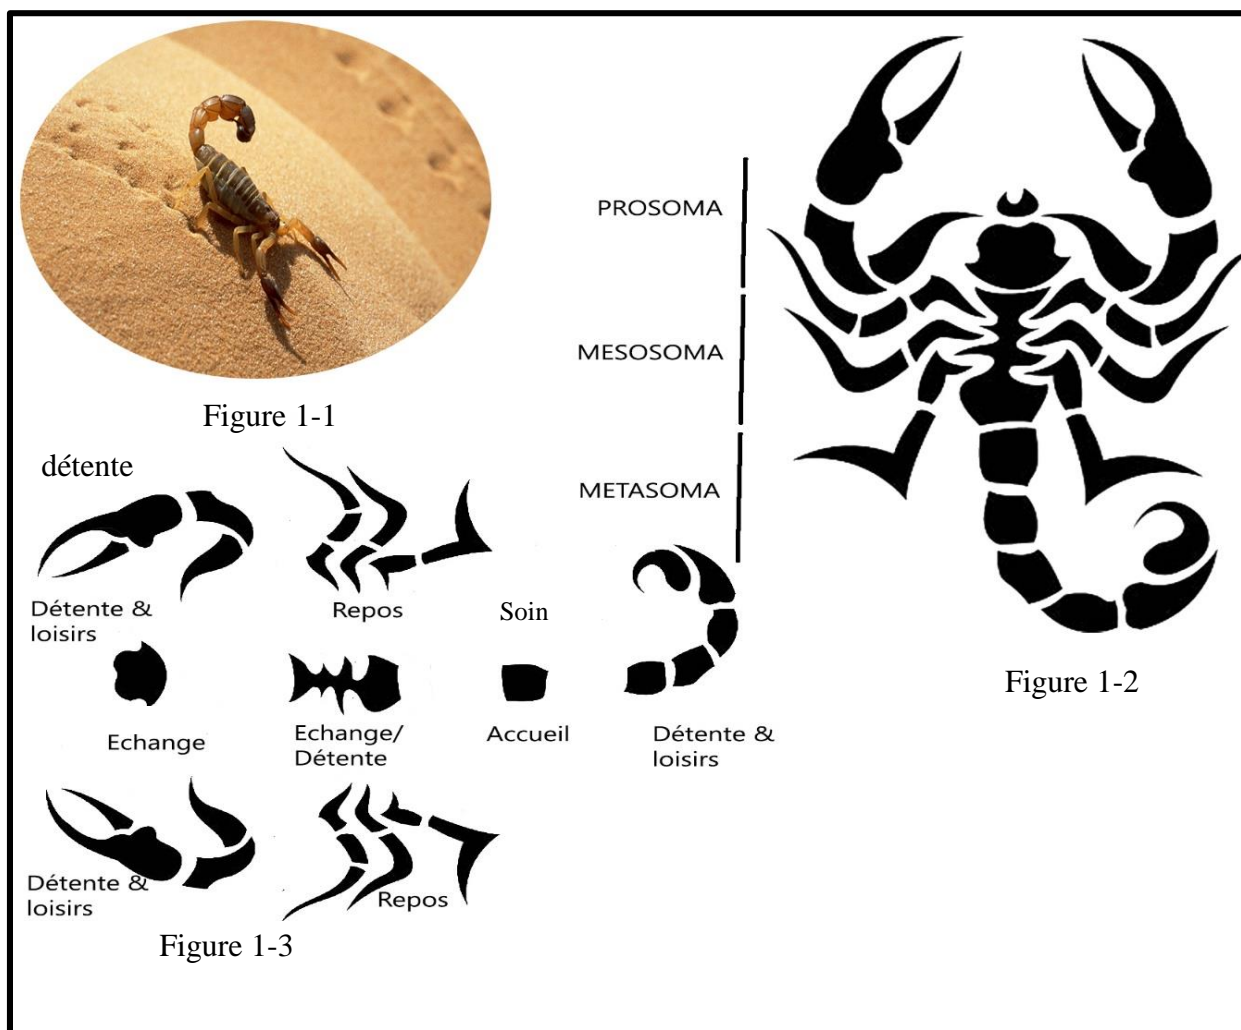 PROSOMA
MESOSOMA
Figure 1-1
détente
METASOMA
Détente &
loisirs
Repos
Soin
Figure 1-2
Echange
Echange/
Détente
Accueil
Détente &
loisirs
Détente &
loisirs
Repos
Figure 1-3